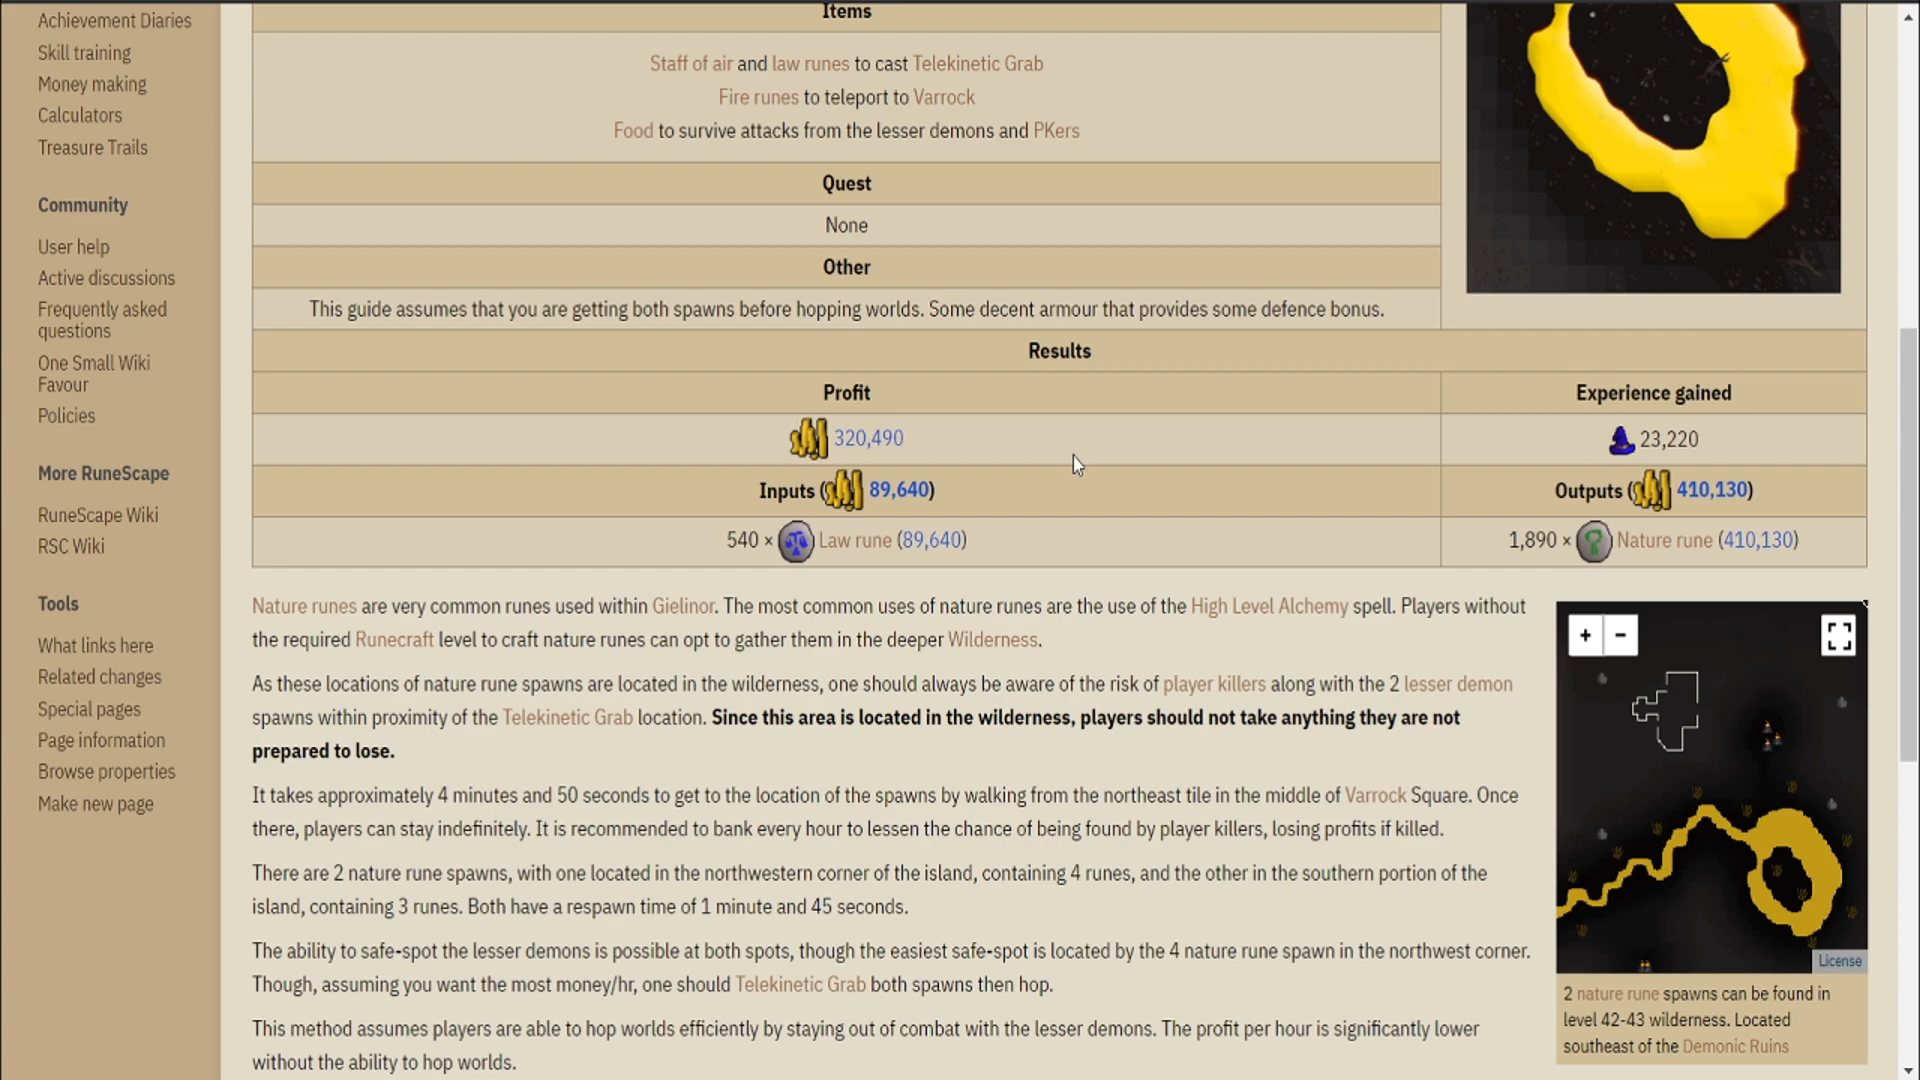 Achievement Diaries
Skill training
Money making
Calculators
Treasure Trails
Community
User help
Active discussions
Frequently asked
questions
One Small Wiki
Favour
Policies
More RuneScape
RuneScape Wiki
RSC Wiki
Tools
What links here
Related changes
Special pages
Page information
Browse properties
Make new page
Items
Staff of air and law runes to cast Telekinetic Grab
Fire runes to teleport to Varrock
Food to survive attacks from the lesser demons and PKers
Quest
None
Other
This guide assumes that you are getting both spawns before hopping worlds. Some decent armour that provides some defence bonus.
Results
Profit
Experience gained
320,490
23,220
Inputs (89,640)
Outputs (410,130)
540 × Law rune (89,640)
1,890 × Nature rune (410,130)
Nature runes are very common runes used within Gielinor. The most common uses of nature runes are the use of the High Level Alchemy spell. Players without
the required Runecraft level to craft nature runes can opt to gather them in the deeper Wilderness.
As these locations of nature rune spawns are located in the wilderness, one should always be aware of the risk of player killers along with the 2 lesser demon
spawns within proximity of the Telekinetic Grab location. Since this area is located in the wilderness, players should not take anything they are not
prepared to lose.
It takes approximately 4 minutes and 50 seconds to get to the location of the spawns by walking from the northeast tile in the middle of Varrock Square. Once
there, players can stay indefinitely. It is recommended to bank every hour to lessen the chance of being found by player killers, losing profits if killed.
There are 2 nature rune spawns, with one located in the northwestern corner of the island, containing 4 runes, and the other in the southern portion of the
island, containing 3 runes. Both have a respawn time of 1 minute and 45 seconds.
The ability to safe-spot the lesser demons is possible at both spots, though the easiest safe-spot is located by the 4 nature rune spawn in the northwest corner.
Though, assuming you want the most money/hr, one should Telekinetic Grab both spawns then hop.
This method assumes players are able to hop worlds efficiently by staying out of combat with the lesser demons. The profit per hour is significantly lower
without the ability to hop worlds.
+ −
License
2 nature rune spawns can be found in
level 42-43 wilderness. Located
southeast of the Demonic Ruins